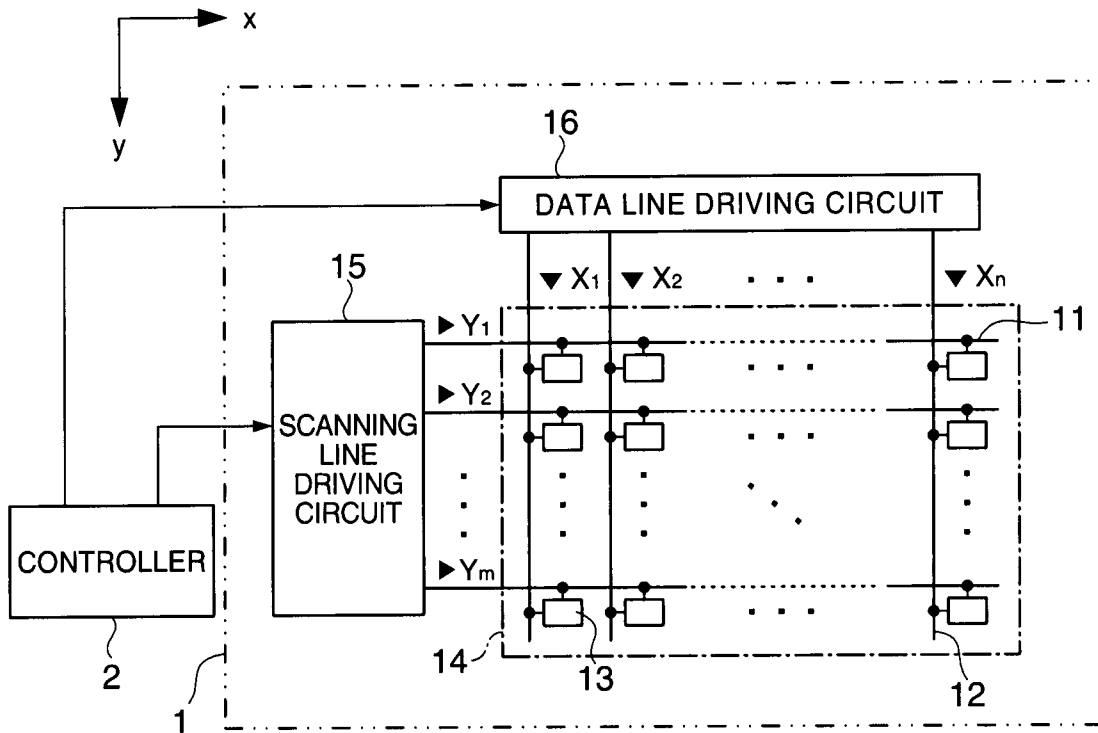 x
y
16
DATA LINE DRIVING CIRCUIT
15
▼ X1 ▼ X2 ▼ Xn
▶ Y1
11
▶ Y2
SCANNING
LINE
DRIVING
CIRCUIT
CONTROLLER
▶ Ym
2
1
14
13
12